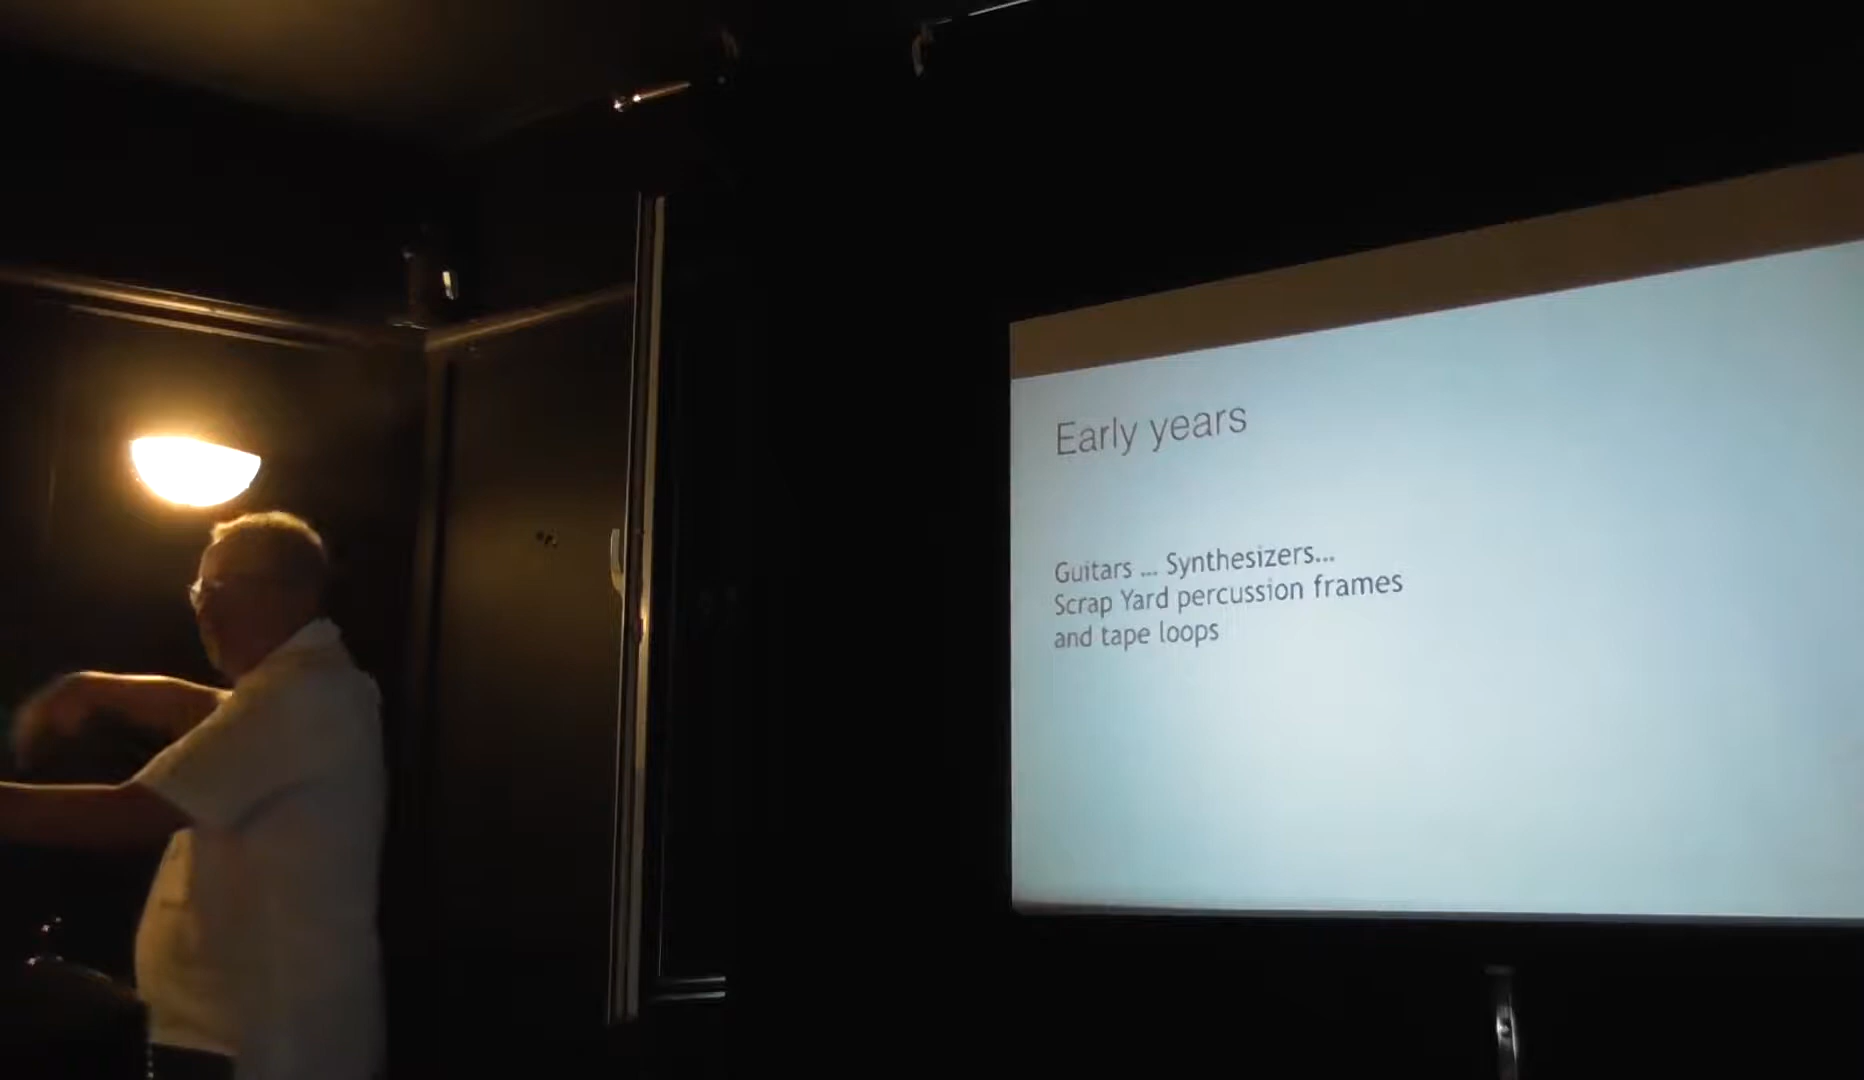 Early years
Guitars ... Synthesizers...
Scrap Yard percussion frames
and tape loops